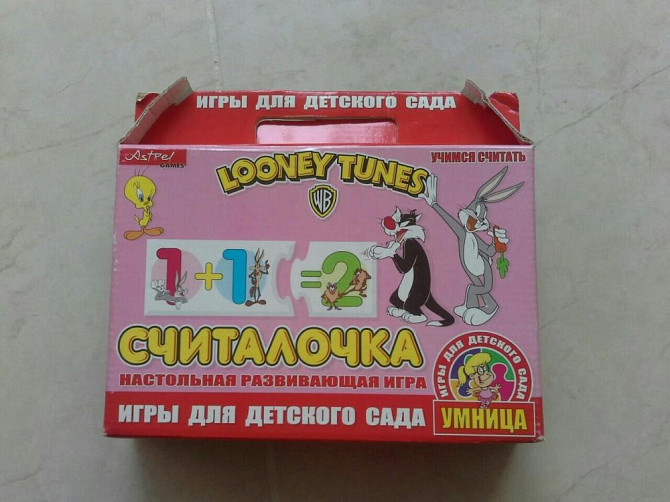 ИГРЫ ДЛЯ ДЕТСКОГО САДА
Astrel
GAMES
УЧИМСЯ СЧИТАТЬ
LOONEY TUNES
WB
1+1=2
СЧИТАЛОЧКА
НАСТОЛЬНАЯ РАЗВИВАЮЩАЯ ИГРА
ИГРЫ ДЛЯ ДЕТСКОГО САДА
ИГРЫ ДЛЯ ДЕТСКОГО САДА
УМНИЦА